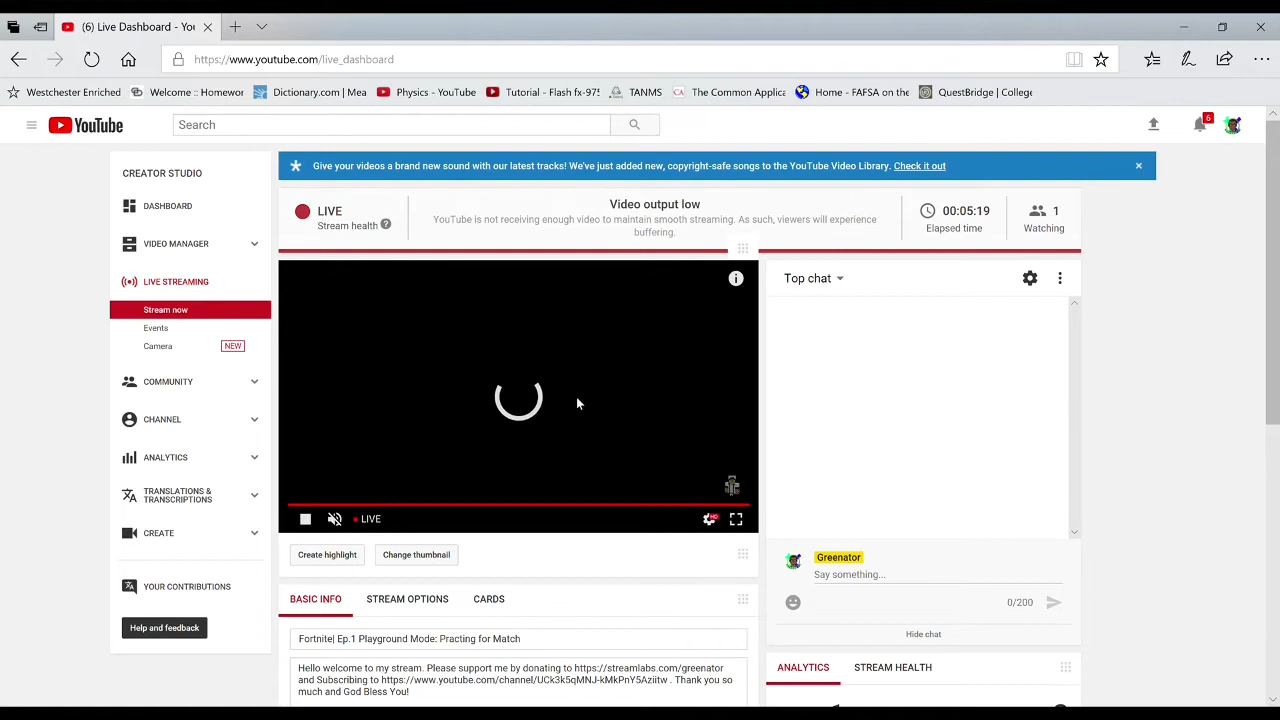 (6) Live Dashboard - You
https://www.youtube.com/live_dashboard
Westchester Enriched
Welcome :: Homewor
Dictionary.com | Mea
Physics - YouTube
Tutorial - Flash fx-975
TANMS
The Common Applica
Home - FAFSA on the
QuestBridge | College
YouTube
Search
6
CREATOR STUDIO
DASHBOARD
VIDEO MANAGER
LIVE STREAMING
Stream now
Events
Camera NEW
COMMUNITY
CHANNEL
ANALYTICS
TRANSLATIONS &
TRANSCRIPTIONS
CREATE
YOUR CONTRIBUTIONS
Help and feedback
Give your videos a brand new sound with our latest tracks! We've just added new, copyright-safe songs to the YouTube Video Library. Check it out
LIVE
Stream health
Video output low
YouTube is not receiving enough video to maintain smooth streaming. As such, viewers will experience
buffering.
00:05:19
Elapsed time
1
Watching
LIVE
HD
Create highlight
Change thumbnail
BASIC INFO
STREAM OPTIONS
CARDS
Fortnite| Ep.1 Playground Mode: Practing for Match
Hello welcome to my stream. Please support me by donating to https://streamlabs.com/greenator
and Subscribing to https://www.youtube.com/channel/UCk3k5qMNJ-kMkPnY5Aziitw . Thank you so
much and God Bless You!
Top chat
Greenator
Say something...
0/200
Hide chat
ANALYTICS
STREAM HEALTH